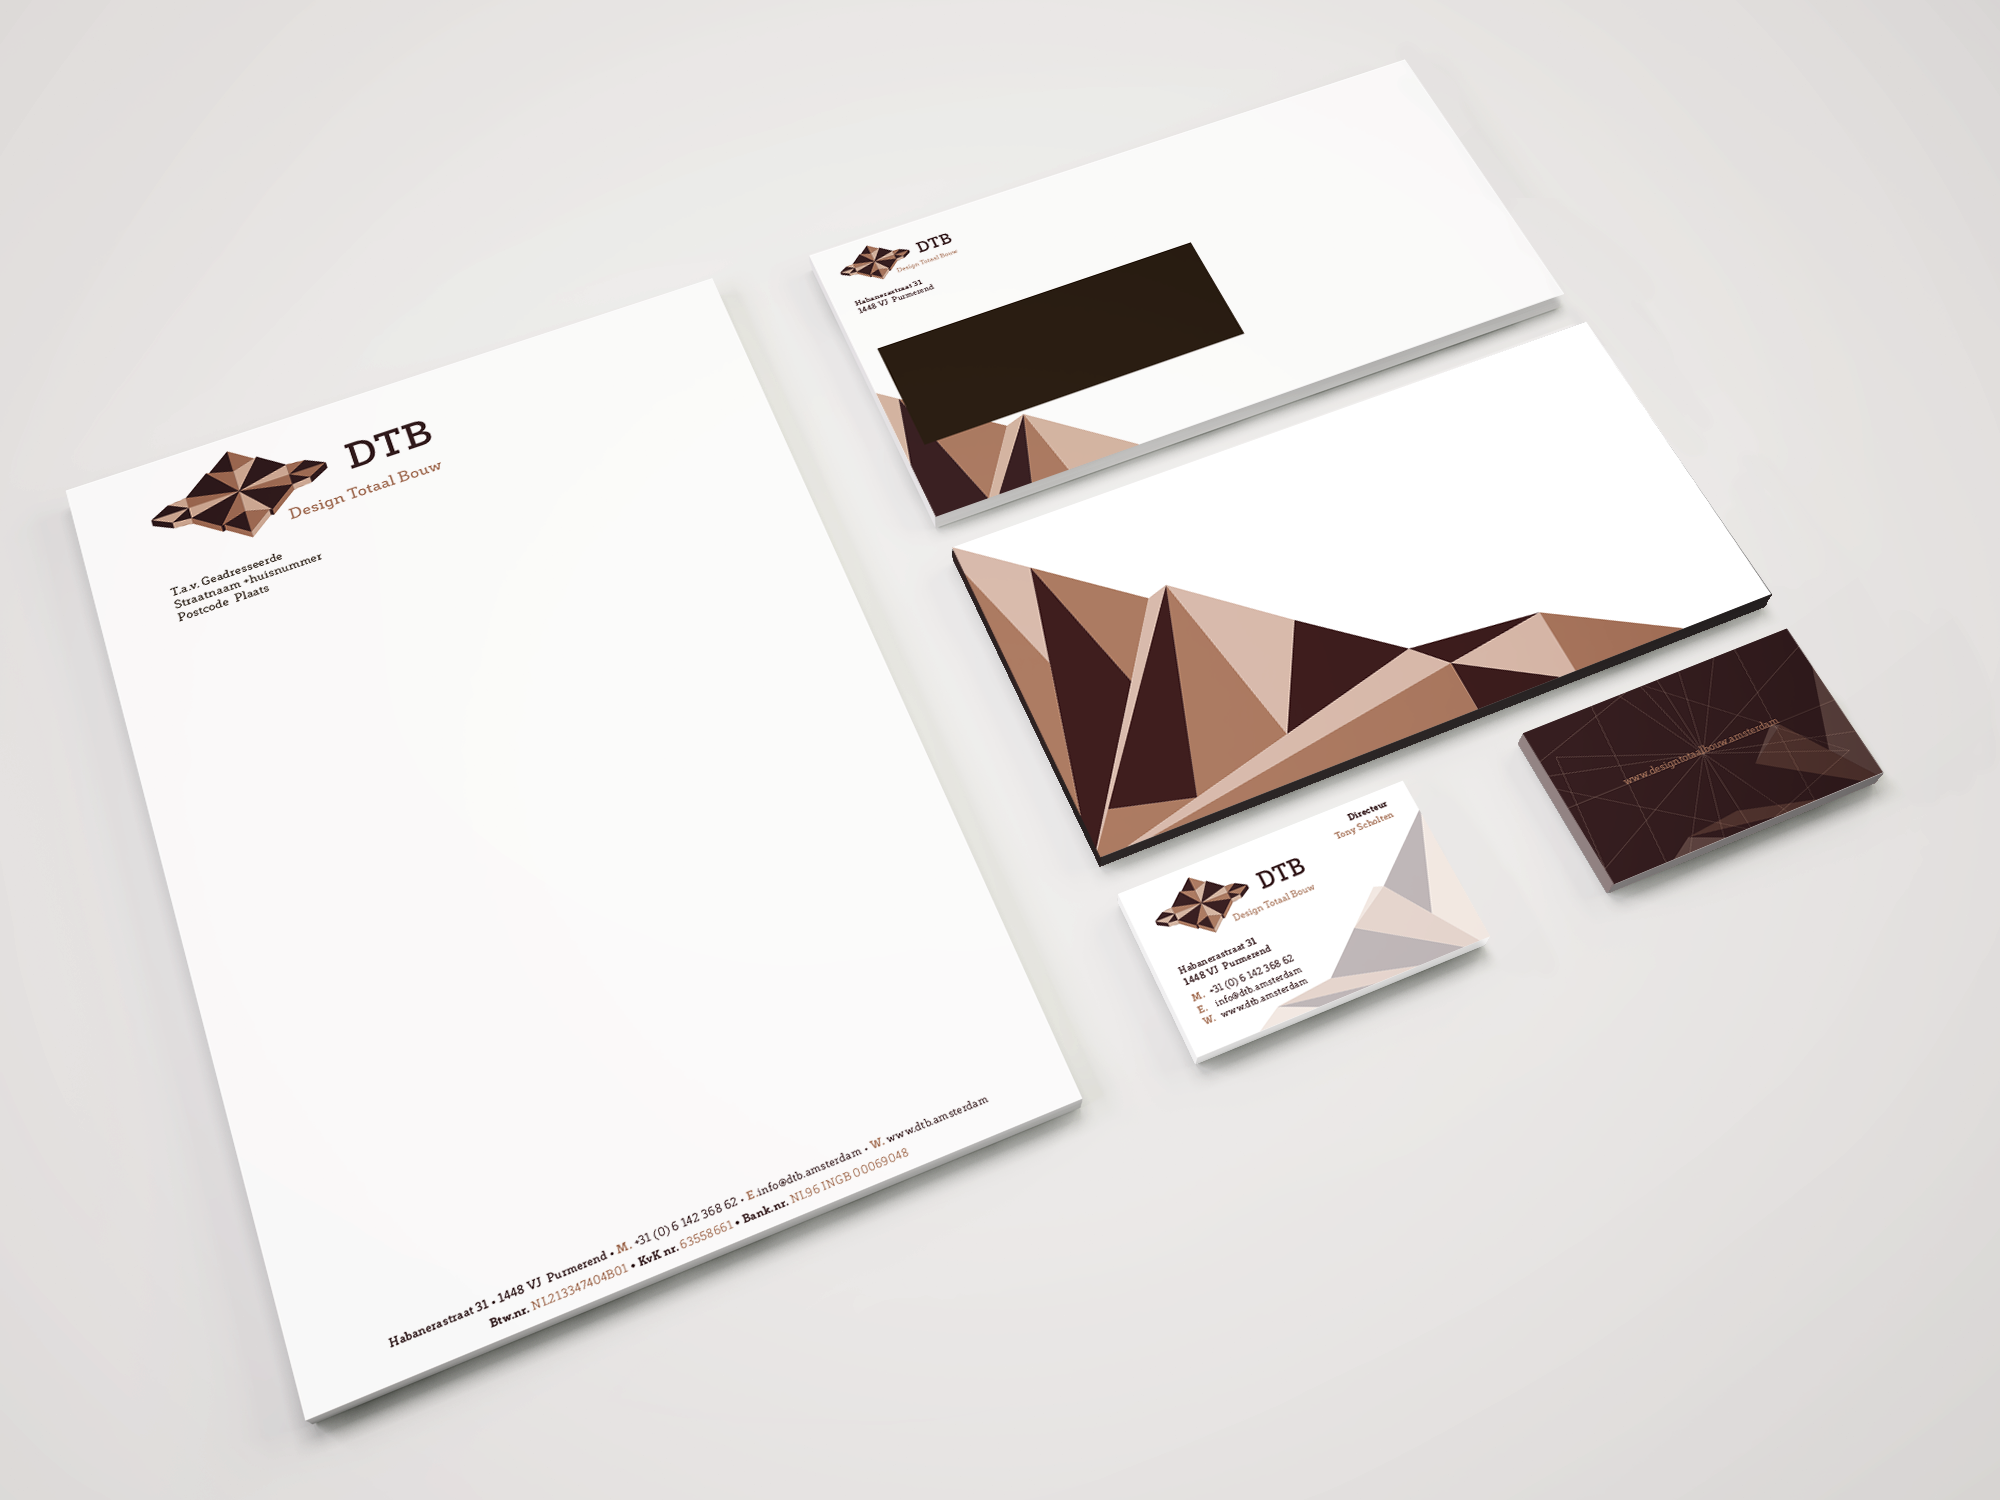 DTB
Design Totaal Bouw
T.a.v. Geadresseerde
Straatnaam +huisnummer
Postcode Plaats
Habanerastraat 31 • 1448 VJ Purmerend • M. +31 (0) 6 142 368 62 • E.info@dtb.amsterdam • W. www.dtb.amsterdam
Btw.nr. NL213347404B01 • KvK nr. 63558661 • Bank.nr. NL96 INGB 00069048
DTB
Design Totaal Bouw
Habanerastraat 31
1448 VJ Purmerend
Directeur
Tony Scholten
DTB
Design Totaal Bouw
Habanerastraat 31
1448 VJ Purmerend
M. +31 (0) 6 142 368 62
E. info@dtb.amsterdam
W. www.dtb.amsterdam
www.designtotaalbouw.amsterdam